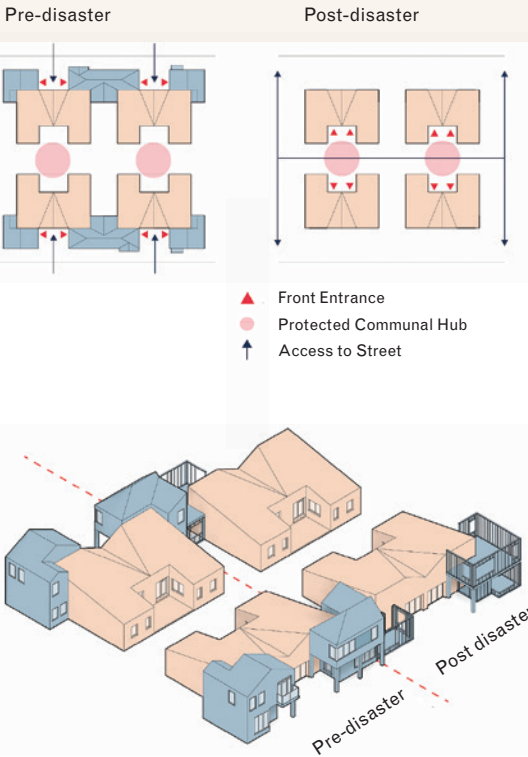 Pre-disaster
Post-disaster
Front Entrance
Protected Communal Hub
Access to Street
Post disaster
Pre-disaster